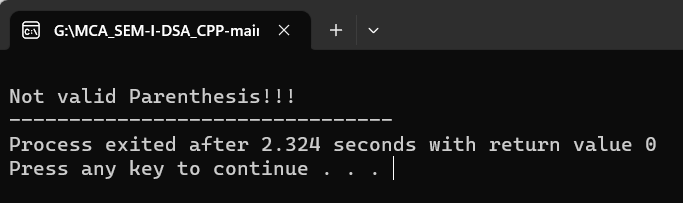 G:\MCA_SEM-I-DSA_CPP-mair
Not valid Parenthesis!!!
--------------------------------
Process exited after 2.324 seconds with return value 0
Press any key to continue . . .